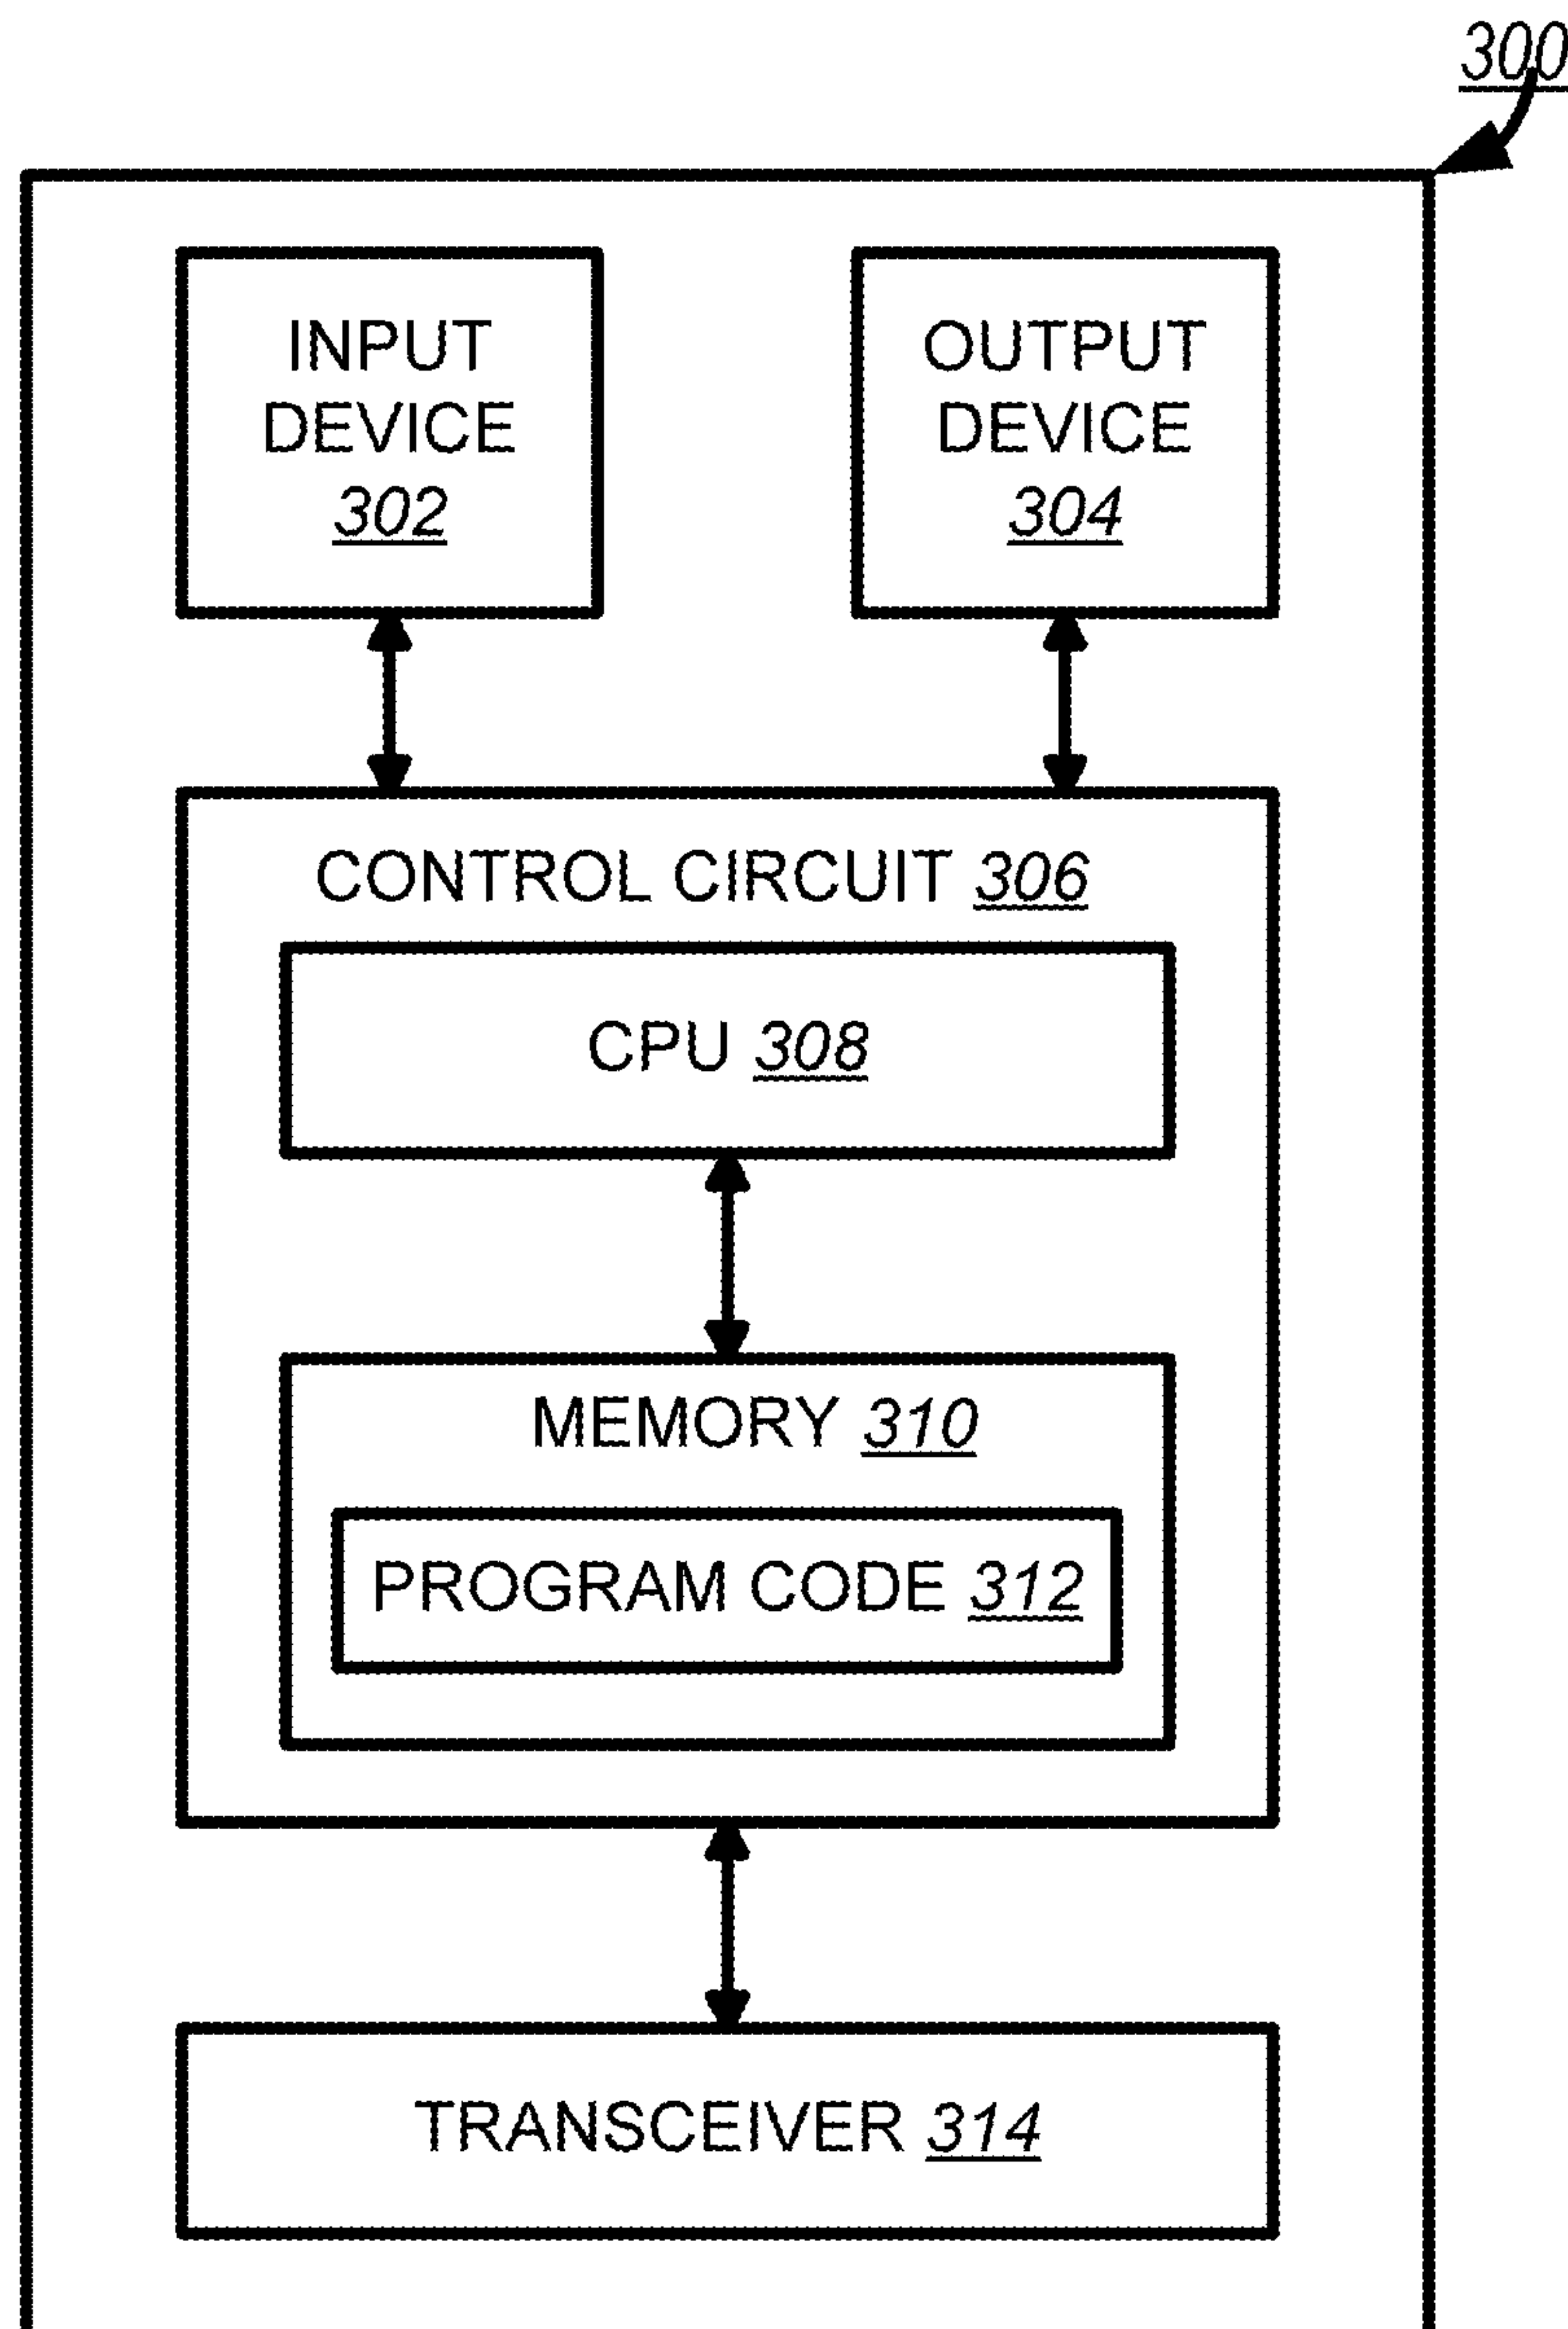 300
INPUT
DEVICE
302
OUTPUT
DEVICE
304
CONTROL CIRCUIT 306
CPU 308
MEMORY 310
PROGRAM CODE 312
TRANSCEIVER 314